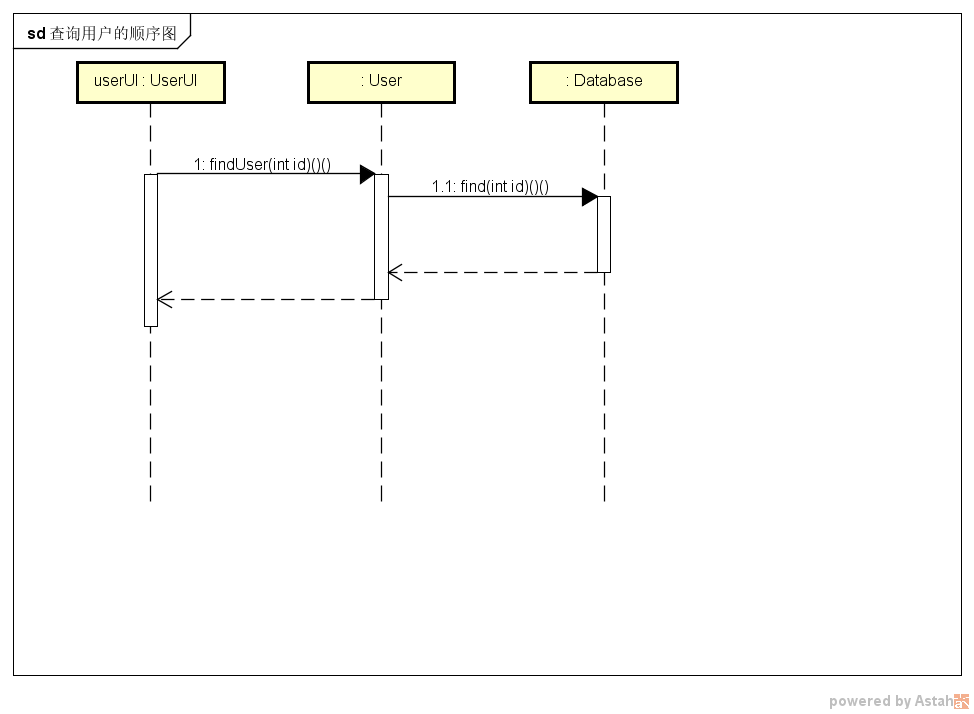 sd 查询用户的顺序图
userUI : UserUI
: User
: Database
1: findUser(int id)()()
1.1: find(int id)()()
powered by Astah